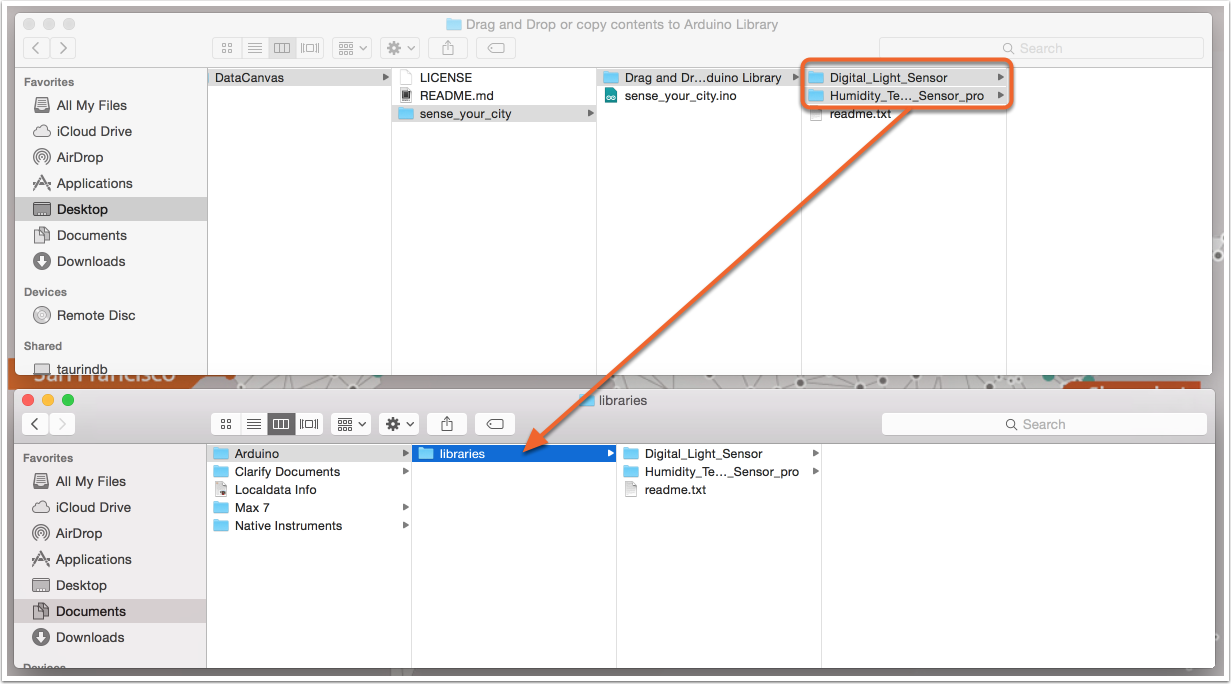 Drag and Drop or copy contents to Arduino Library
Search
Favorites
All My Files
iCloud Drive
AirDrop
Applications
Desktop
Documents
Downloads
Devices
Remote Disc
Shared
taurindb
DataCanvas
LICENSE
README.md
sense_your_city
Drag and Dr...duino Library
sense_your_city.ino
Digital_Light_Sensor
Humidity_Te..._Sensor_pro
readme.txt
San Francisco
libraries
Search
Favorites
All My Files
iCloud Drive
AirDrop
Applications
Desktop
Documents
Downloads
Devices
Arduino
Clarify Documents
Localdata Info
Max 7
Native Instruments
libraries
Digital_Light_Sensor
Humidity_Te..._Sensor_pro
readme.txt